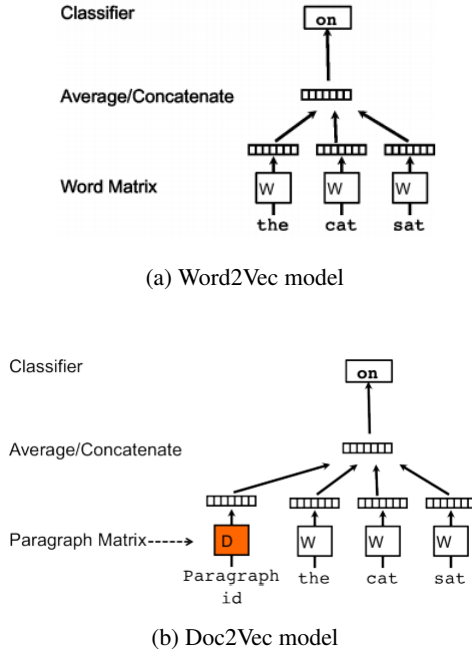 Classifier
on
Average/Concatenate
Word Matrix
W W W
the cat sat
(a) Word2Vec model
Classifier
on
Average/Concatenate
Paragraph Matrix
D W W W
Paragraph the cat sat
id
(b) Doc2Vec model